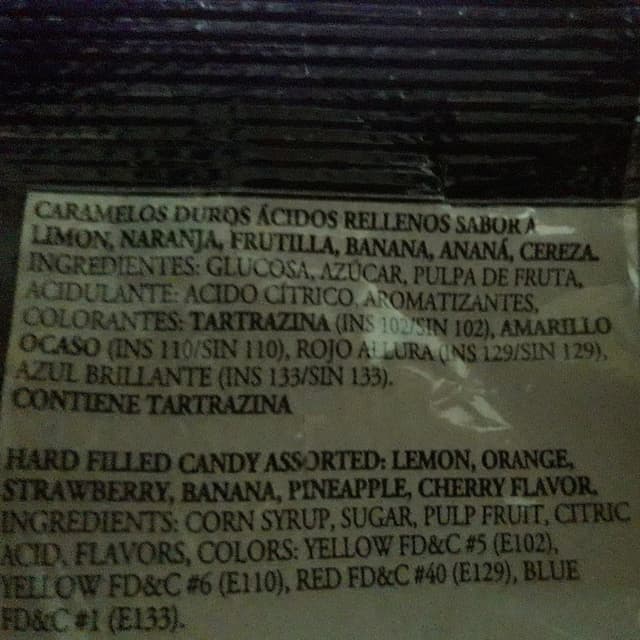 CARAMELOS DUROS ÁCIDOS RELLENOS SABOR A
LIMON, NARANJA, FRUTILLA, BANANA, ANANÁ, CEREZA.
INGREDIENTES: GLUCOSA, AZÚCAR, PULPA DE FRUTA,
ACIDULANTE: ACIDO CÍTRICO, AROMATIZANTES,
COLORANTES: TARTRAZINA (INS 102/SIN 102), AMARILLO
OCASO (INS 110/SIN 110), ROJO ALLURA (INS 129/SIN 129),
AZUL BRILLANTE (INS 133/SIN 133).
CONTIENE TARTRAZINA
HARD FILLED CANDY ASSORTED: LEMON, ORANGE,
STRAWBERRY, BANANA, PINEAPPLE, CHERRY FLAVOR.
INGREDIENTS: CORN SYRUP, SUGAR, PULP FRUIT, CITRIC
ACID, FLAVORS, COLORS: YELLOW FD&C #5 (E102),
YELLOW FD&C #6 (E110), RED FD&C #40 (E129), BLUE
FD&C #1 (E133).